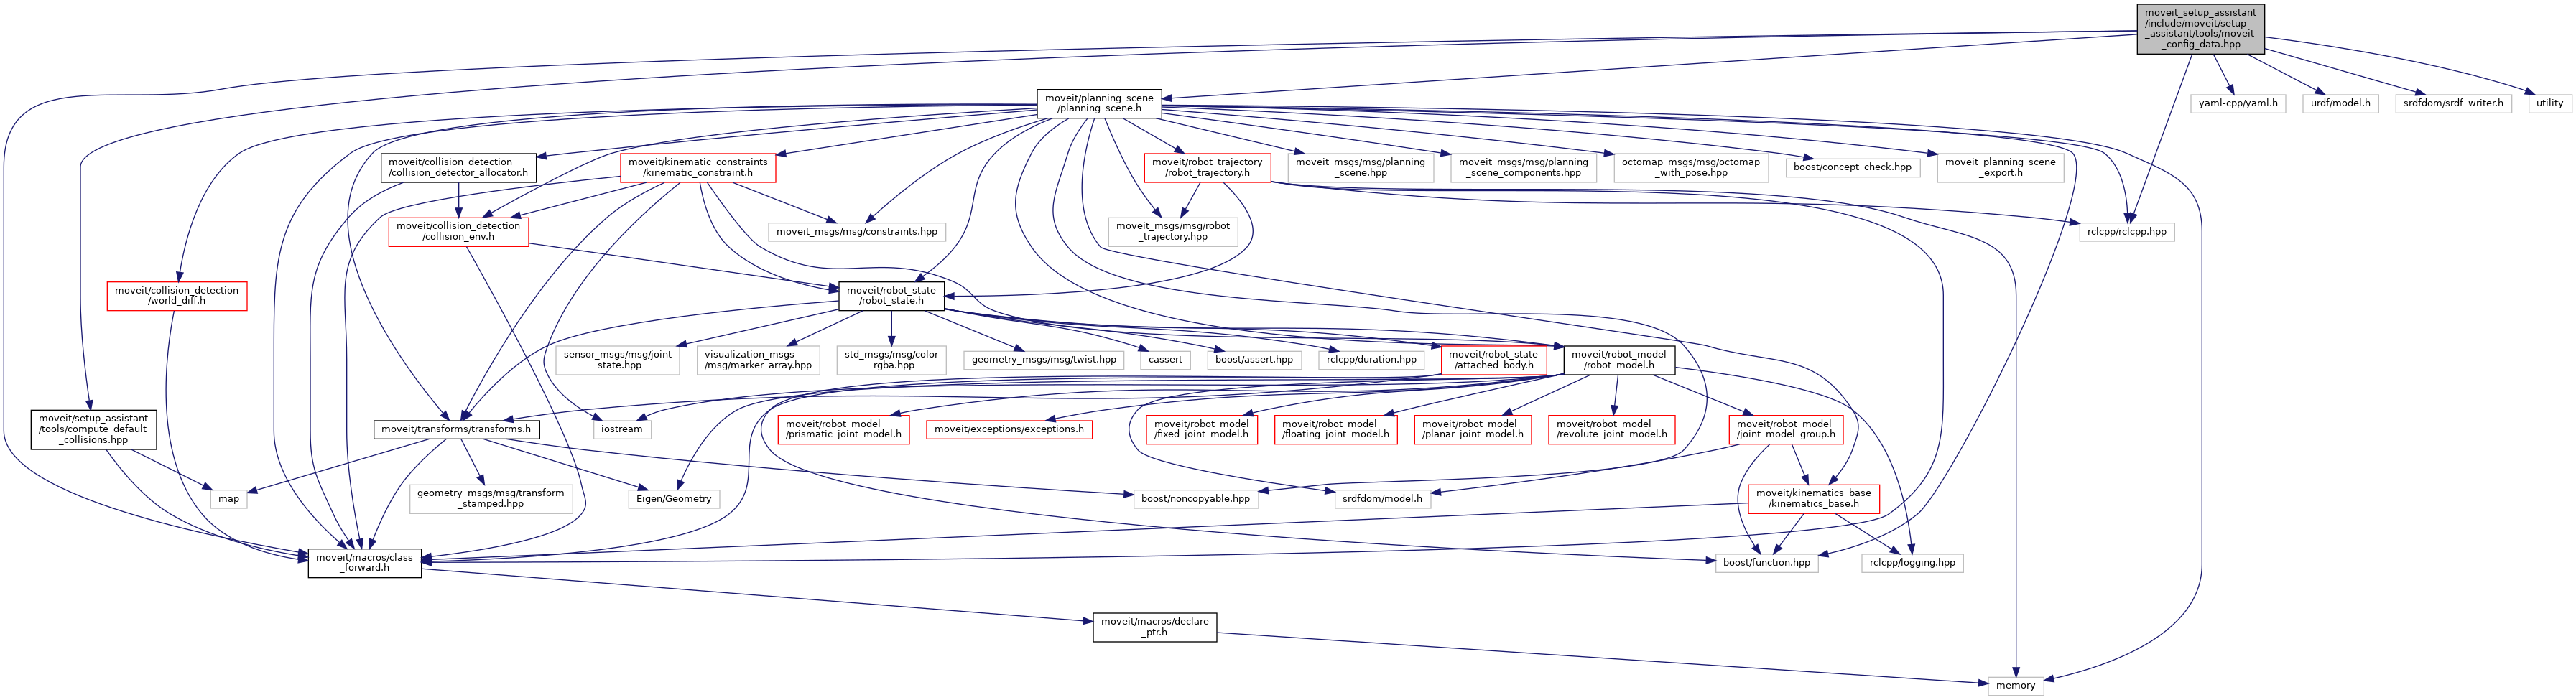 moveit_setup_assistant
/include/moveit/setup
_assistant/tools/moveit
_config_data.hpp
moveit/planning_scene
/planning_scene.h
yaml-cpp/yaml.h
urdf/model.h
srdfdom/srdf_writer.h
utility
moveit/collision_detection
/collision_detector_allocator.h
moveit/kinematic_constraints
/kinematic_constraint.h
moveit/robot_trajectory
/robot_trajectory.h
moveit_msgs/msg/planning
_scene.hpp
moveit_msgs/msg/planning
_scene_components.hpp
octomap_msgs/msg/octomap
_with_pose.hpp
boost/concept_check.hpp
moveit_planning_scene
_export.h
moveit/collision_detection
/collision_env.h
moveit_msgs/msg/constraints.hpp
moveit_msgs/msg/robot
_trajectory.hpp
rclcpp/rclcpp.hpp
moveit/collision_detection
/world_diff.h
moveit/robot_state
/robot_state.h
sensor_msgs/msg/joint
_state.hpp
visualization_msgs
/msg/marker_array.hpp
std_msgs/msg/color
_rgba.hpp
geometry_msgs/msg/twist.hpp
cassert
boost/assert.hpp
rclcpp/duration.hpp
moveit/robot_state
/attached_body.h
moveit/robot_model
/robot_model.h
moveit/setup_assistant
/tools/compute_default
_collisions.hpp
moveit/transforms/transforms.h
iostream
moveit/robot_model
/prismatic_joint_model.h
moveit/exceptions/exceptions.h
moveit/robot_model
/fixed_joint_model.h
moveit/robot_model
/floating_joint_model.h
moveit/robot_model
/planar_joint_model.h
moveit/robot_model
/revolute_joint_model.h
moveit/robot_model
/joint_model_group.h
map
geometry_msgs/msg/transform
_stamped.hpp
Eigen/Geometry
boost/noncopyable.hpp
srdfdom/model.h
moveit/kinematics_base
/kinematics_base.h
moveit/macros/class
_forward.h
boost/function.hpp
rclcpp/logging.hpp
moveit/macros/declare
_ptr.h
memory